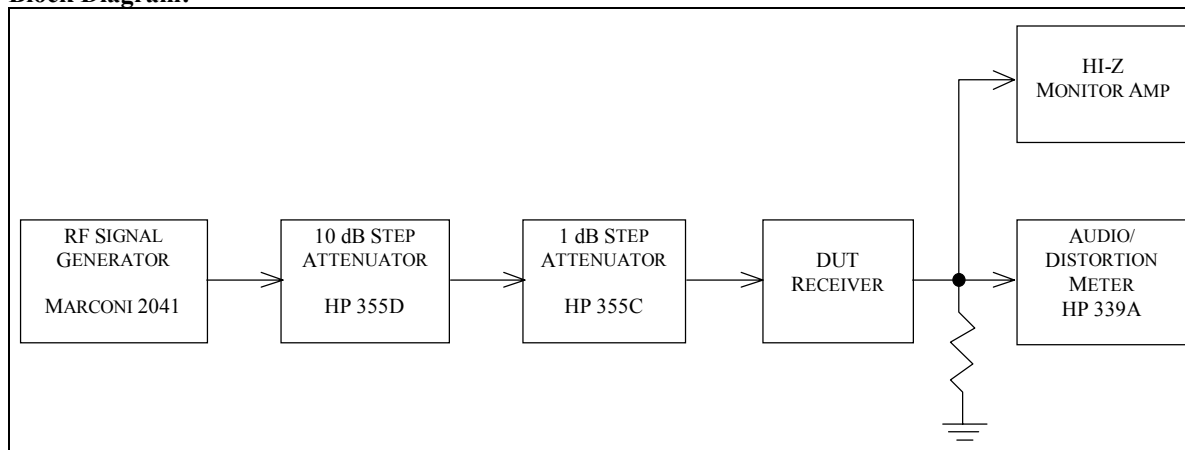 Block Diagram:
HI-Z
MONITOR AMP
RF SIGNAL
GENERATOR
MARCONI 2041
10 dB STEP
ATTENUATOR
HP 355D
1 dB STEP
ATTENUATOR
HP 355C
DUT
RECEIVER
AUDIO/
DISTORTION
METER
HP 339A